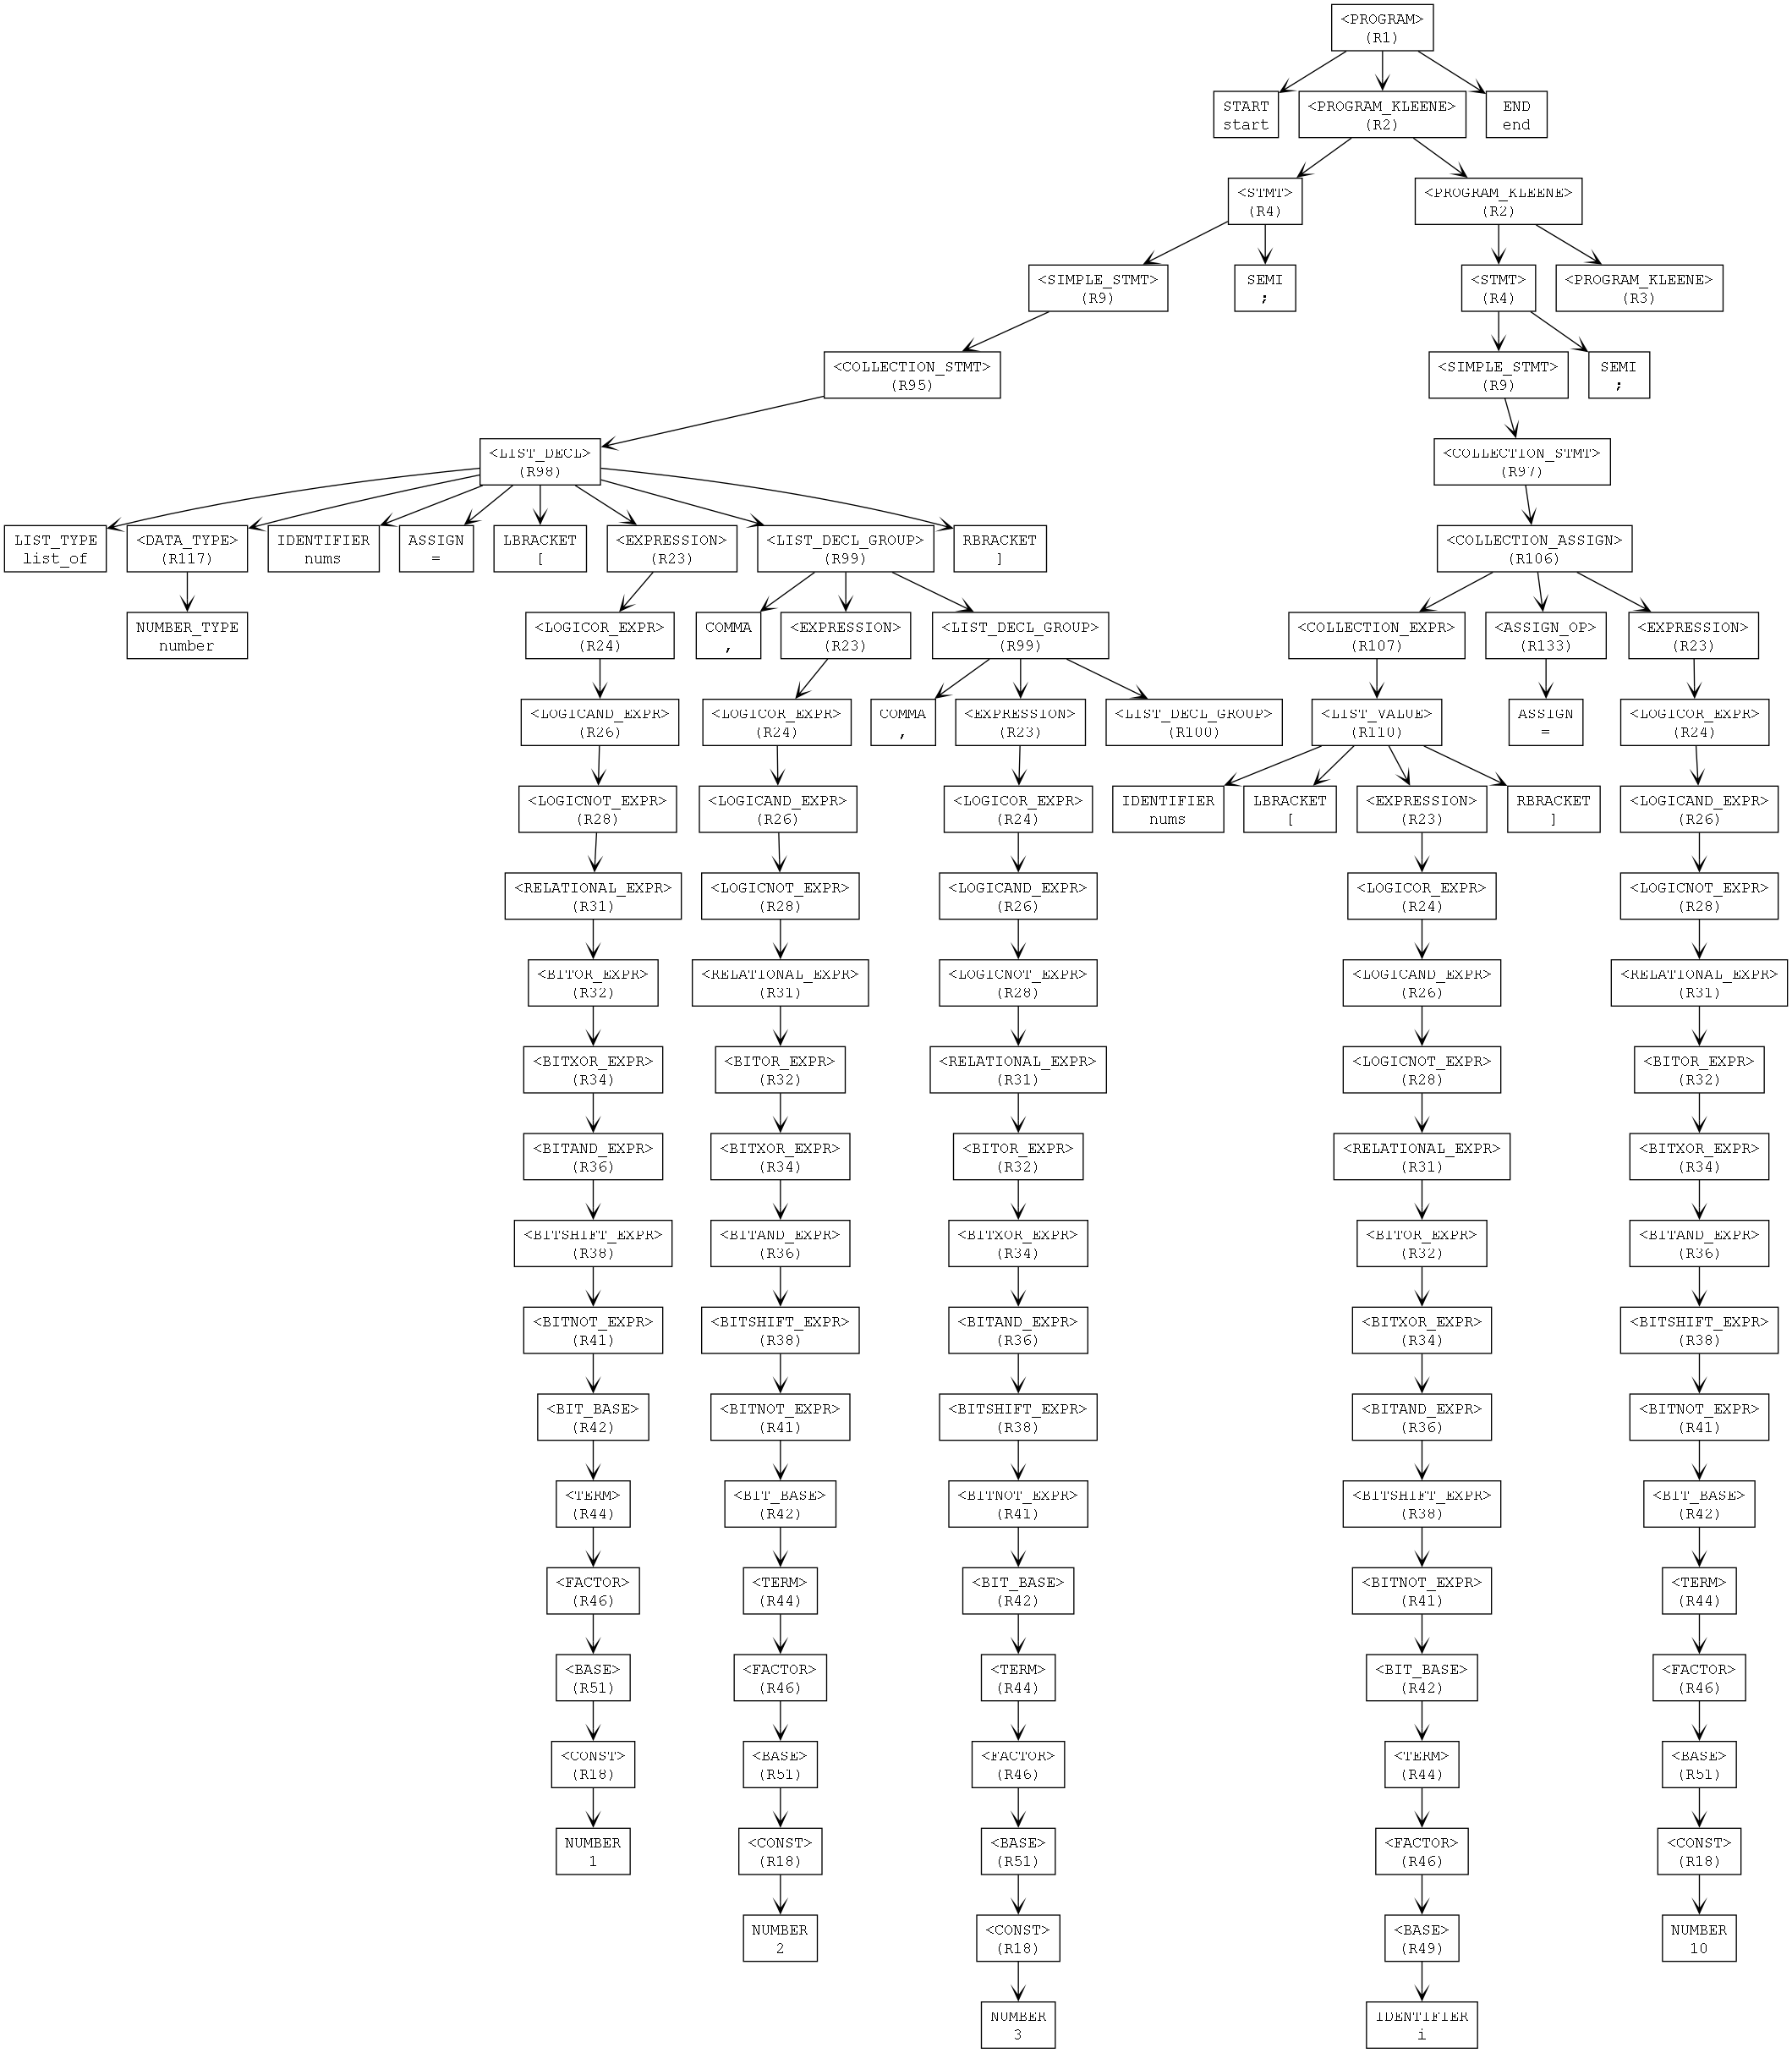 <PROGRAM>
(R1)
START
start
<PROGRAM_KLEENE>
(R2)
END
end
<STMT>
(R4)
<PROGRAM_KLEENE>
(R2)
<SIMPLE_STMT>
(R9)
SEMI
;
<STMT>
(R4)
<PROGRAM_KLEENE>
(R3)
<COLLECTION_STMT>
(R95)
<SIMPLE_STMT>
(R9)
SEMI
;
<LIST_DECL>
(R98)
<COLLECTION_STMT>
(R97)
LIST_TYPE
list_of
<DATA_TYPE>
(R117)
IDENTIFIER
nums
ASSIGN
=
LBRACKET
[
<EXPRESSION>
(R23)
<LIST_DECL_GROUP>
(R99)
RBRACKET
]
<COLLECTION_ASSIGN>
(R106)
NUMBER_TYPE
number
<LOGICOR_EXPR>
(R24)
COMMA
,
<EXPRESSION>
(R23)
<LIST_DECL_GROUP>
(R99)
<COLLECTION_EXPR>
(R107)
<ASSIGN_OP>
(R133)
<EXPRESSION>
(R23)
<LOGICAND_EXPR>
(R26)
<LOGICOR_EXPR>
(R24)
COMMA
,
<EXPRESSION>
(R23)
<LIST_DECL_GROUP>
(R100)
<LIST_VALUE>
(R110)
ASSIGN
=
<LOGICOR_EXPR>
(R24)
<LOGICNOT_EXPR>
(R28)
<LOGICAND_EXPR>
(R26)
<LOGICOR_EXPR>
(R24)
IDENTIFIER
nums
LBRACKET
[
<EXPRESSION>
(R23)
RBRACKET
]
<LOGICAND_EXPR>
(R26)
<RELATIONAL_EXPR>
(R31)
<LOGICNOT_EXPR>
(R28)
<LOGICAND_EXPR>
(R26)
<LOGICOR_EXPR>
(R24)
<LOGICNOT_EXPR>
(R28)
<BITOR_EXPR>
(R32)
<RELATIONAL_EXPR>
(R31)
<LOGICNOT_EXPR>
(R28)
<LOGICAND_EXPR>
(R26)
<RELATIONAL_EXPR>
(R31)
<BITXOR_EXPR>
(R34)
<BITOR_EXPR>
(R32)
<RELATIONAL_EXPR>
(R31)
<LOGICNOT_EXPR>
(R28)
<BITOR_EXPR>
(R32)
<BITAND_EXPR>
(R36)
<BITXOR_EXPR>
(R34)
<BITOR_EXPR>
(R32)
<RELATIONAL_EXPR>
(R31)
<BITXOR_EXPR>
(R34)
<BITSHIFT_EXPR>
(R38)
<BITAND_EXPR>
(R36)
<BITXOR_EXPR>
(R34)
<BITOR_EXPR>
(R32)
<BITAND_EXPR>
(R36)
<BITNOT_EXPR>
(R41)
<BITSHIFT_EXPR>
(R38)
<BITAND_EXPR>
(R36)
<BITXOR_EXPR>
(R34)
<BITSHIFT_EXPR>
(R38)
<BIT_BASE>
(R42)
<BITNOT_EXPR>
(R41)
<BITSHIFT_EXPR>
(R38)
<BITAND_EXPR>
(R36)
<BITNOT_EXPR>
(R41)
<TERM>
(R44)
<BIT_BASE>
(R42)
<BITNOT_EXPR>
(R41)
<BITSHIFT_EXPR>
(R38)
<BIT_BASE>
(R42)
<FACTOR>
(R46)
<TERM>
(R44)
<BIT_BASE>
(R42)
<BITNOT_EXPR>
(R41)
<TERM>
(R44)
<BASE>
(R51)
<FACTOR>
(R46)
<TERM>
(R44)
<BIT_BASE>
(R42)
<FACTOR>
(R46)
<CONST>
(R18)
<BASE>
(R51)
<FACTOR>
(R46)
<TERM>
(R44)
<BASE>
(R51)
NUMBER
1
<CONST>
(R18)
<BASE>
(R51)
<FACTOR>
(R46)
<CONST>
(R18)
NUMBER
2
<CONST>
(R18)
<BASE>
(R49)
NUMBER
10
NUMBER
3
IDENTIFIER
i